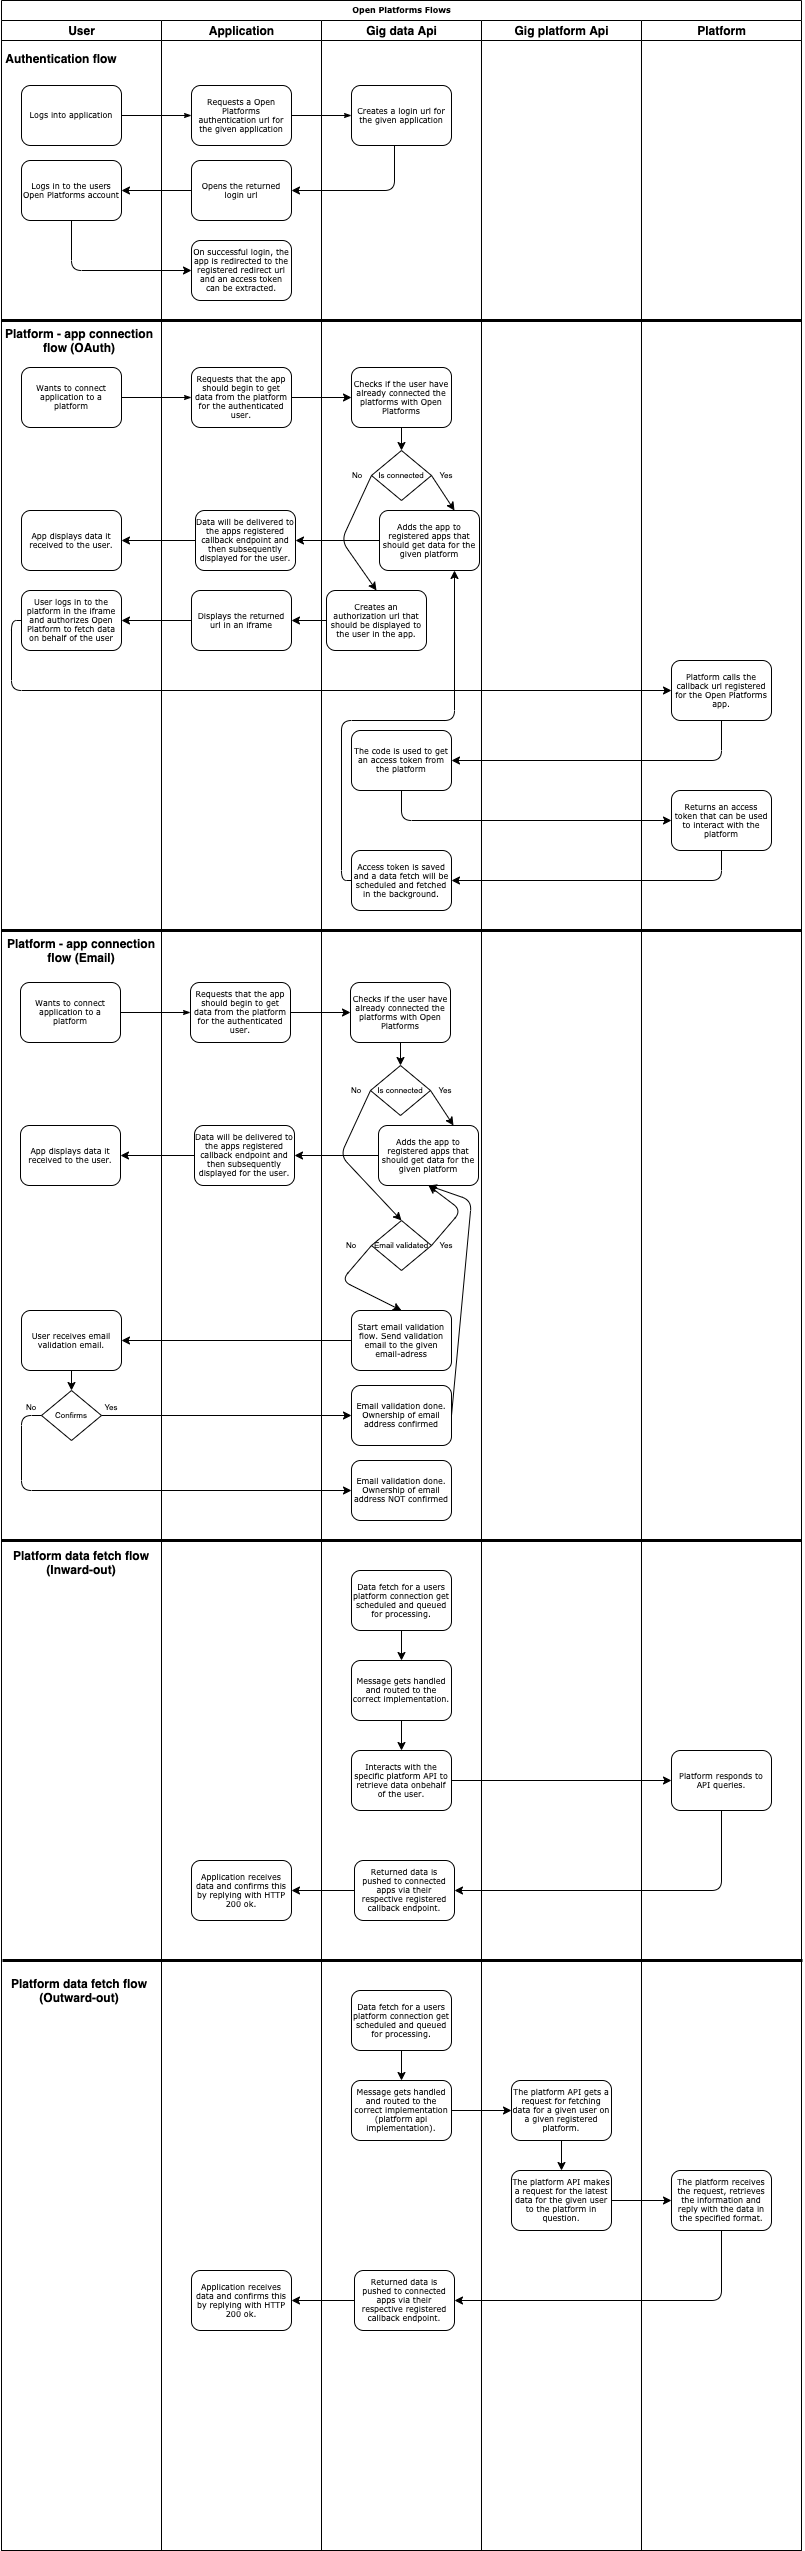 Open Platforms Flows
User
Application
Gig data Api
Gig platform Api
Platform
Authentication flow
Logs into application
Requests a Open
Platforms
authentication url for
the given application
Creates a login url for
the given application
Logs in to the users
Open Platforms account
Opens the returned
login url
On successful login, the
app is redirected to the
registered redirect url
and an access token
can be extracted.
Platform - app connection
flow (OAuth)
Wants to connect
application to a
platform
Requests that the app
should begin to get
data from the platform
for the authenticated
user.
Checks if the user have
already connected the
platforms with Open
Platforms
No
Is connected
Yes
App displays data it
received to the user.
Data will be delivered to
the apps registered
callback endpoint and
then subsequently
displayed for the user.
Adds the app to
registered apps that
should get data for the
given platform
User logs in to the
platform in the iframe
and authorizes Open
Platform to fetch data
on behalf of the user
Displays the returned
url in an iframe
Creates an
authorization url that
should be displayed to
the user in the app.
Platform calls the
callback url registered
for the Open Platforms
app.
The code is used to get
an access token from
the platform
Returns an access
token that can be used
to interact with the
platform
Access token is saved
and a data fetch will be
scheduled and fetched
in the background.
Platform - app connection
flow (Email)
Wants to connect
application to a
platform
Requests that the app
should begin to get
data from the platform
for the authenticated
user.
Checks if the user have
already connected the
platforms with Open
Platforms
No
Is connected
Yes
App displays data it
received to the user.
Data will be delivered to
the apps registered
callback endpoint and
then subsequently
displayed for the user.
Adds the app to
registered apps that
should get data for the
given platform
No
Email validated
Yes
User receives email
validation email.
Start email validation
flow. Send validation
email to the given
email-adress
No
Confirms
Yes
Email validation done.
Ownership of email
address confirmed
Email validation done.
Ownership of email
address NOT confirmed
Platform data fetch flow
(Inward-out)
Data fetch for a users
platform connection get
scheduled and queued
for processing.
Message gets handled
and routed to the
correct implementation.
Interacts with the
specific platform API to
retrieve data onbehalf
of the user.
Platform responds to
API queries.
Application receives
data and confirms this
by replying with HTTP
200 ok.
Returned data is
pushed to connected
apps via their
respective registered
callback endpoint.
Platform data fetch flow
(Outward-out)
Data fetch for a users
platform connection get
scheduled and queued
for processing.
Message gets handled
and routed to the
correct implementation
(platform api
implementation).
The platform API gets a
request for fetching
data for a given user on
a given registered
platform.
The platform API makes
a request for the latest
data for the given user
to the platform in
question.
The platform receives
the request, retrieves
the information and
reply with the data in
the specified format.
Application receives
data and confirms this
by replying with HTTP
200 ok.
Returned data is
pushed to connected
apps via their
respective registered
callback endpoint.